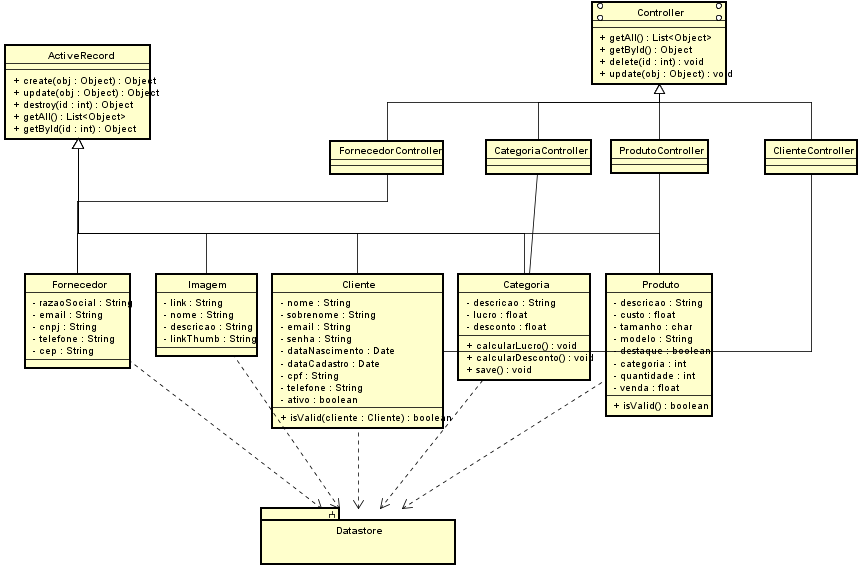 Controller
+ getAll() : List<Object>
+ getById() : Object
+ delete(id : int) : void
+ update(obj : Object) : void
ActiveRecord
+ create(obj : Object) : Object
+ update(obj : Object) : Object
+ destroy(id : int) : Object
+ getAll() : List<Object>
+ getById(id : int) : Object
FornecedorController
CategoriaController
ProdutoController
ClienteController
Fornecedor
- razaoSocial : String
- email : String
- cnpj : String
- telefone : String
- cep : String
Imagem
- link : String
- nome : String
- descricao : String
- linkThumb : String
Cliente
- nome : String
- sobrenome : String
- email : String
- senha : String
- dataNascimento : Date
- dataCadastro : Date
- cpf : String
- telefone : String
- ativo : boolean
+ isValid(cliente : Cliente) : boolean
Categoria
- descricao : String
- lucro : float
- desconto : float
+ calcularLucro() : void
+ calcularDesconto() : void
+ save() : void
Produto
- descricao : String
- custo : float
- tamanho : char
- modelo : String
- destaque : boolean
- categoria : int
- quantidade : int
- venda : float
+ isValid() : boolean
Datastore